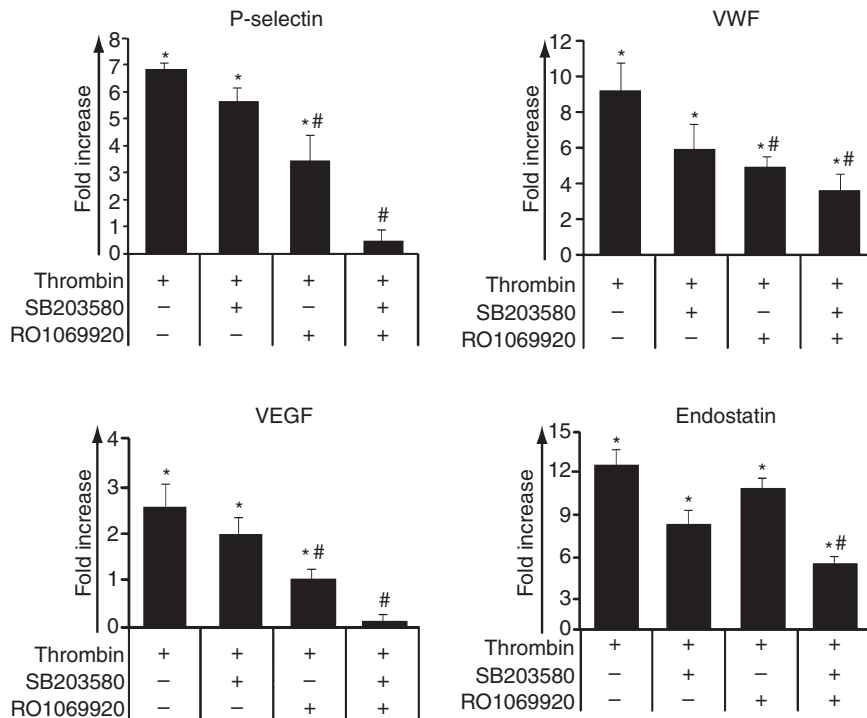 P-selectin
Fold increase
8
7
6
5
4
3
2
1
0
*
*
*#
#
Thrombin + + + +
SB203580 – + – +
RO1069920 – – + +
VWF
Fold increase
12
10
8
6
4
2
0
*
*
*#
*#
Thrombin + + + +
SB203580 – + – +
RO1069920 – – + +
VEGF
Fold increase
4
3
2
1
0
*
*
*#
#
Thrombin + + + +
SB203580 – + – +
RO1069920 – – + +
Endostatin
Fold increase
15
12
9
6
3
0
*
*
*
*#
Thrombin + + + +
SB203580 – + – +
RO1069920 – – + +